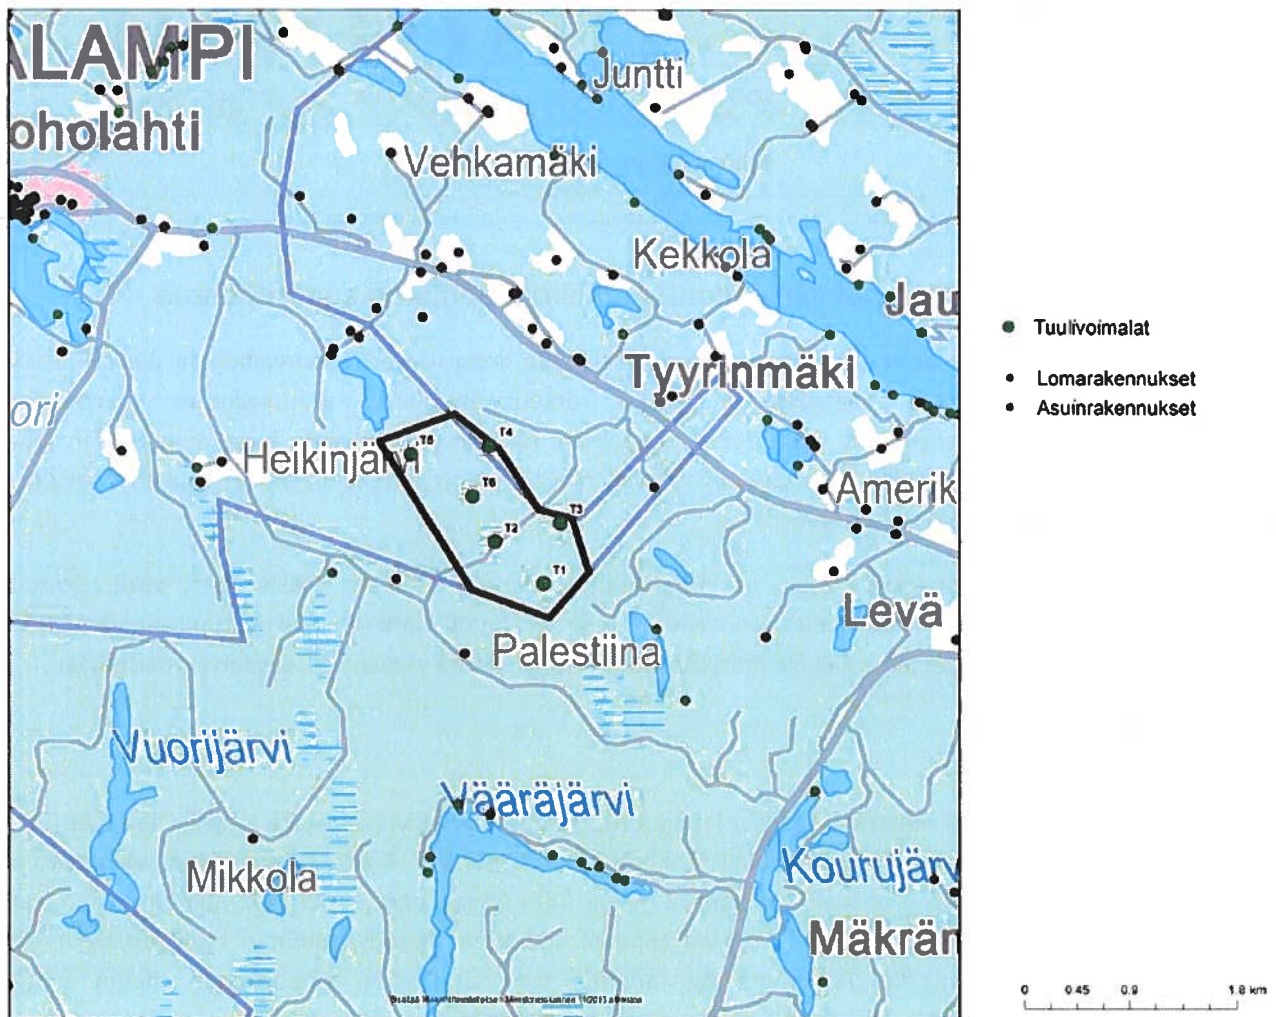 ALAMPI
Juntti
oholahti
Vehkamäki
Kekkola
Jau
Tuulivoimalat
Tyyrinmäki
Lomarakennukset
ori
Asuinrakennukset
T4
T5
Heikinjärvi
T6
Amerik
T3
T2
T1
Levä
Palestiina
Vuorijärvi
Vääräjärvi
Mikkola
Kourujärv
Mäkrän
0 0.45 0.9 1.8 km